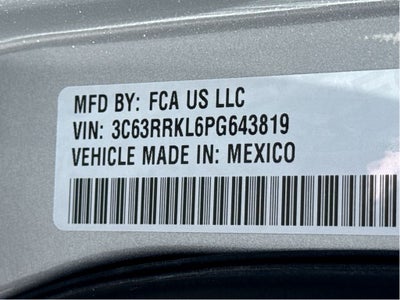 MFD BY: FCA US LLC
VIN: 3C63RRKL6PG643819
VEHICLE MADE IN: MEXICO